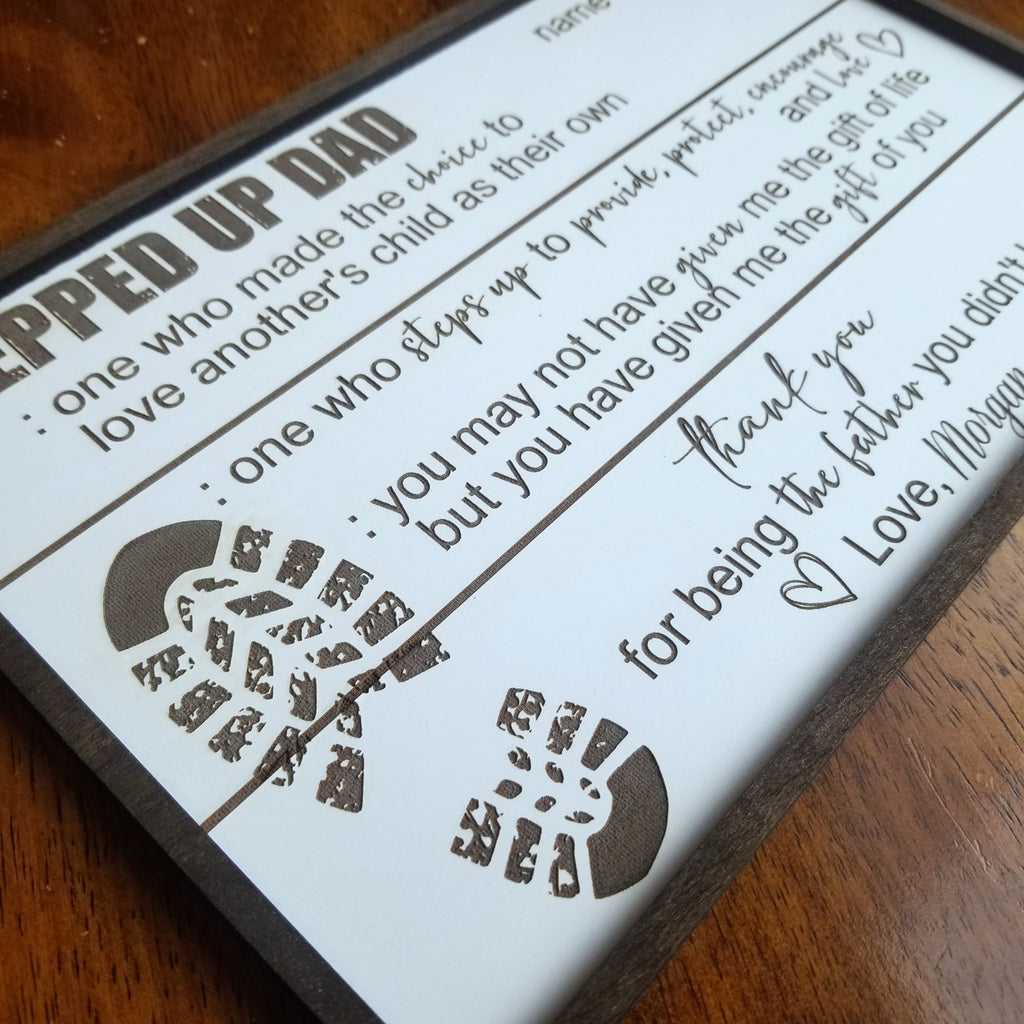 name
EPPED UP DAD
: one who made the choice to
love another's child as their own
: one who steps up to provide, protect, encourage
and love
: you may not have given me the gift of life
but you have given me the gift of you
thank you
for being the father you didn't
Love, Morgan